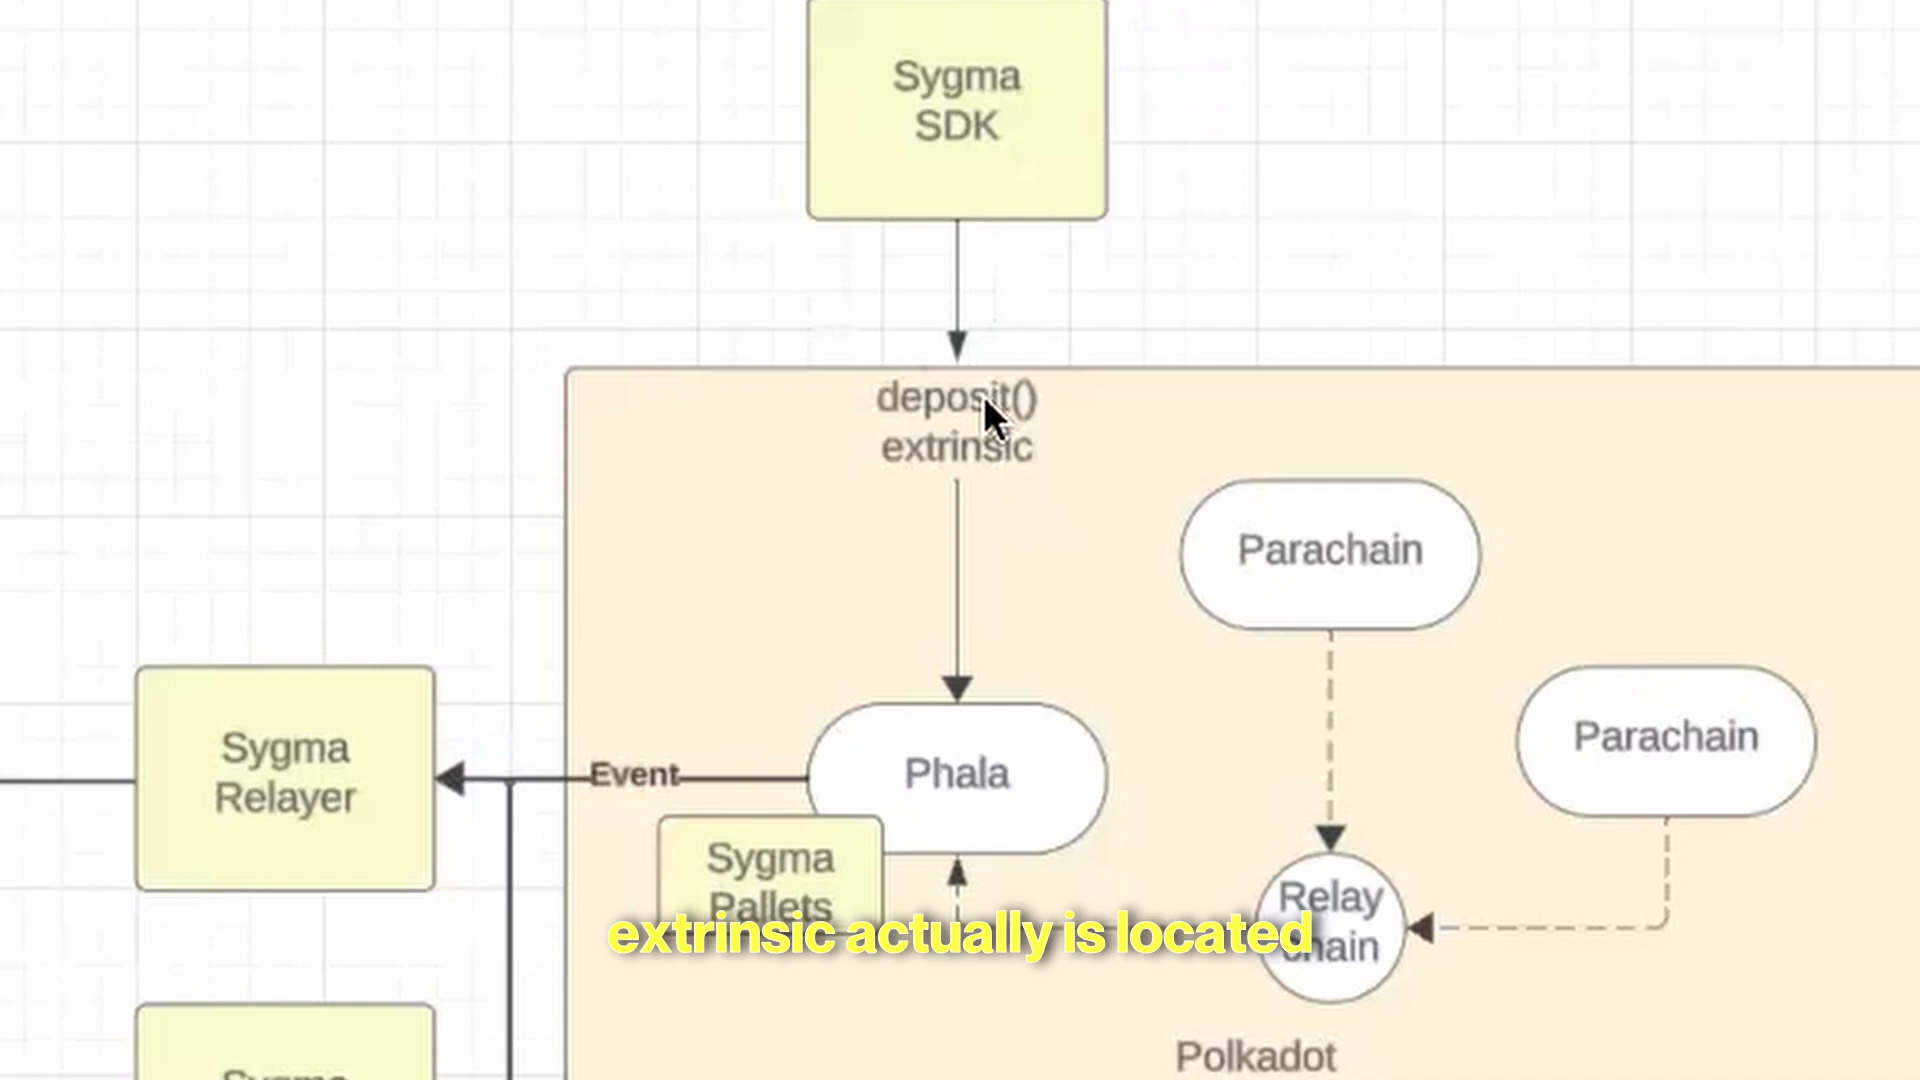 Sygma
SDK
deposit()
extrinsic
Parachain
Parachain
Sygma
Relayer
Event
Phala
Sygma
Pallets
Relay
chain
extrinsic actually is located
Polkadot
Sygma